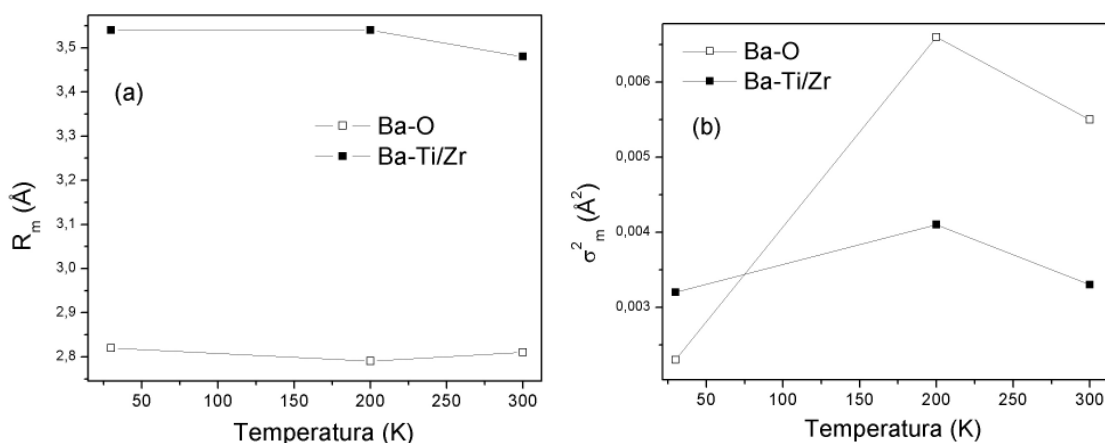 3,5
3,4
3,3
3,2
3,1
3,0
2,9
2,8
R_m (Å)
(a)
Ba-O
Ba-Ti/Zr
50 100 150 200 250 300
Temperatura (K)
0,006
0,005
0,004
0,003
σ²_m (Å²)
Ba-O
Ba-Ti/Zr
(b)
50 100 150 200 250 300
Temperatura (K)